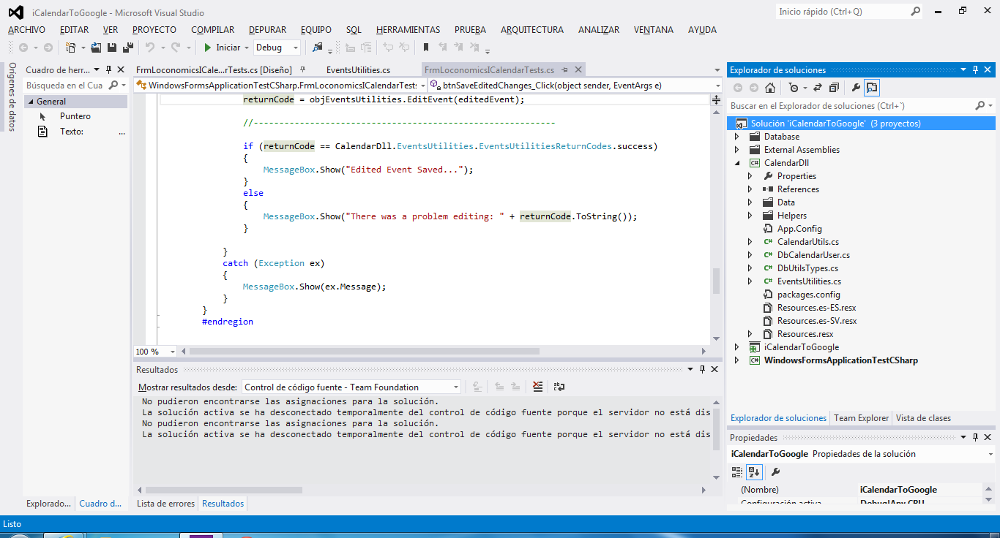 iCalendarToGoogle - Microsoft Visual Studio
Inicio rápido (Ctrl+Q)
ARCHIVO EDITAR VER PROYECTO COMPILAR DEPURAR EQUIPO SQL HERRAMIENTAS PRUEBA ARQUITECTURA ANALIZAR VENTANA AYUDA
Iniciar Debug
Orígenes de datos
Cuadro de herr...
Búsqueda en el Cua
General
Puntero
Texto: ...
Explorado... Cuadro d...
FrmLoconomicsICale...rTests.cs [Diseño] EventsUtilities.cs FrmLoconomicsICalendarTests.cs
WindowsFormsApplicationTestCSharp.FrmLoconomicsICalendarTests btnSaveEditedChanges_Click(object sender, EventArgs e)
returnCode = objEventsUtilities.EditEvent(editedEvent);
//-----------------------------------------------------------
if (returnCode == CalendarDll.EventsUtilities.EventsUtilitiesReturnCodes.success)
{
MessageBox.Show("Edited Event Saved...");
}
else
{
MessageBox.Show("There was a problem editing: " + returnCode.ToString());
}
}
catch (Exception ex)
{
MessageBox.Show(ex.Message);
}
}
#endregion
100 %
Resultados
Mostrar resultados desde: Control de código fuente - Team Foundation
No pudieron encontrarse las asignaciones para la solución.
La solución activa se ha desconectado temporalmente del control de código fuente porque el servidor no está dis
No pudieron encontrarse las asignaciones para la solución.
La solución activa se ha desconectado temporalmente del control de código fuente porque el servidor no está dis
Lista de errores Resultados
Explorador de soluciones
Buscar en el Explorador de soluciones (Ctrl+`)
Solución 'iCalendarToGoogle' (3 proyectos)
Database
External Assemblies
C# CalendarDll
Properties
References
Data
Helpers
App.Config
C# CalendarUtils.cs
C# DbCalendarUser.cs
C# DbUtilsTypes.cs
C# EventsUtilities.cs
packages.config
Resources.es-ES.resx
Resources.es-SV.resx
Resources.resx
iCalendarToGoogle
C# WindowsFormsApplicationTestCSharp
Explorador de soluciones Team Explorer Vista de clases
Propiedades
iCalendarToGoogle Propiedades de la solución
(Nombre) iCalendarToGoogle
Configuración activa Debug|Any CPU
Listo